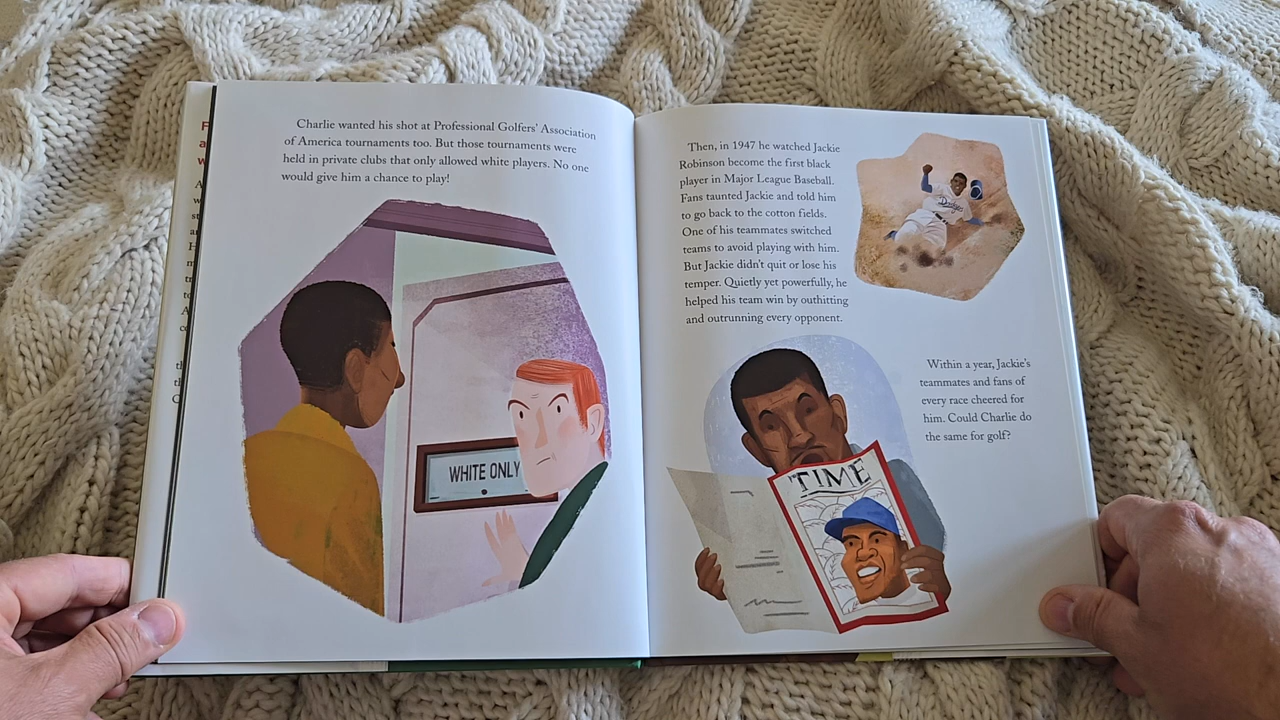 Charlie wanted his shot at Professional Golfers' Association
of America tournaments too. But those tournaments were
held in private clubs that only allowed white players. No one
would give him a chance to play!
WHITE ONLY
Then, in 1947 he watched Jackie
Robinson become the first black
player in Major League Baseball.
Fans taunted Jackie and told him
to go back to the cotton fields.
One of his teammates switched
teams to avoid playing with him.
But Jackie didn't quit or lose his
temper. Quietly yet powerfully, he
helped his team win by outhitting
and outrunning every opponent.
Dodgers
Within a year, Jackie's
teammates and fans of
every race cheered for
him. Could Charlie do
the same for golf?
TIME